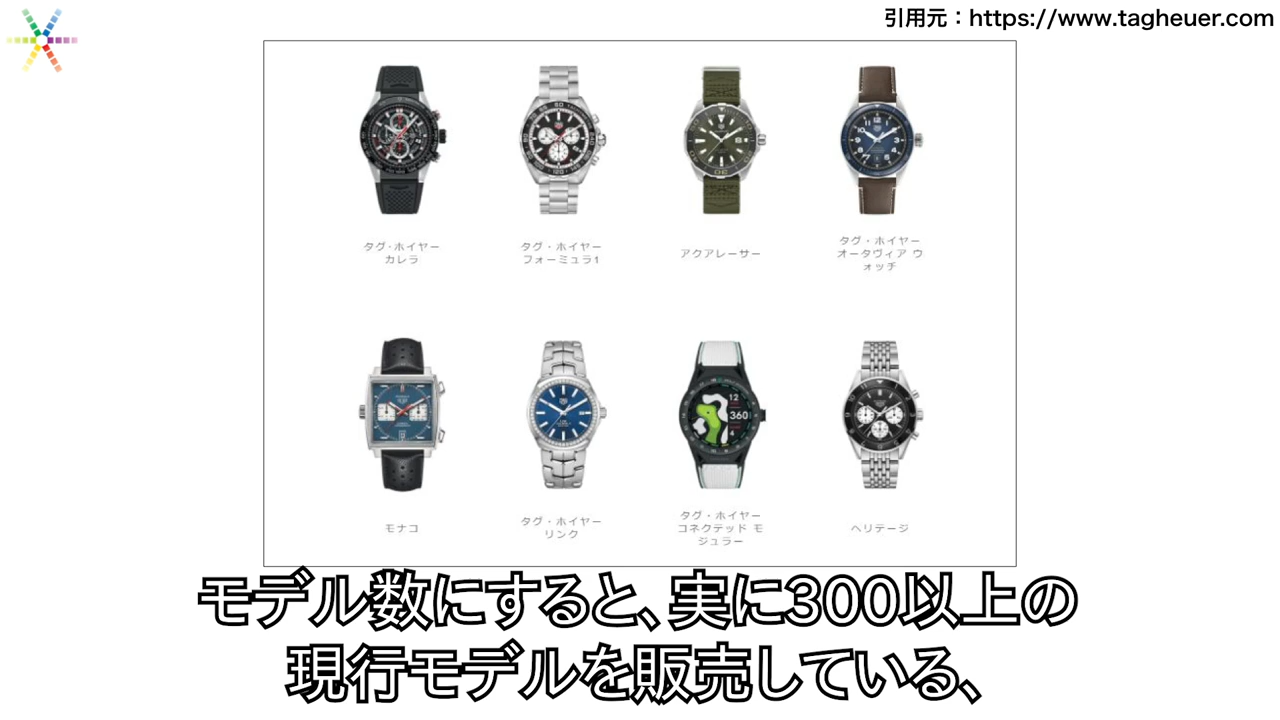 引用元：https://www.tagheuer.com
タグ・ホイヤー
カレラ
タグ・ホイヤー
フォーミュラ1
アクアレーサー
タグ・ホイヤー
オータヴィア ウ
ォッチ
モナコ
タグ・ホイヤー
リンク
タグ・ホイヤー
コネクテッド モ
ジュラー
ヘリテージ
12
360
4
モデル数にすると、実に300以上の
現行モデルを販売している、